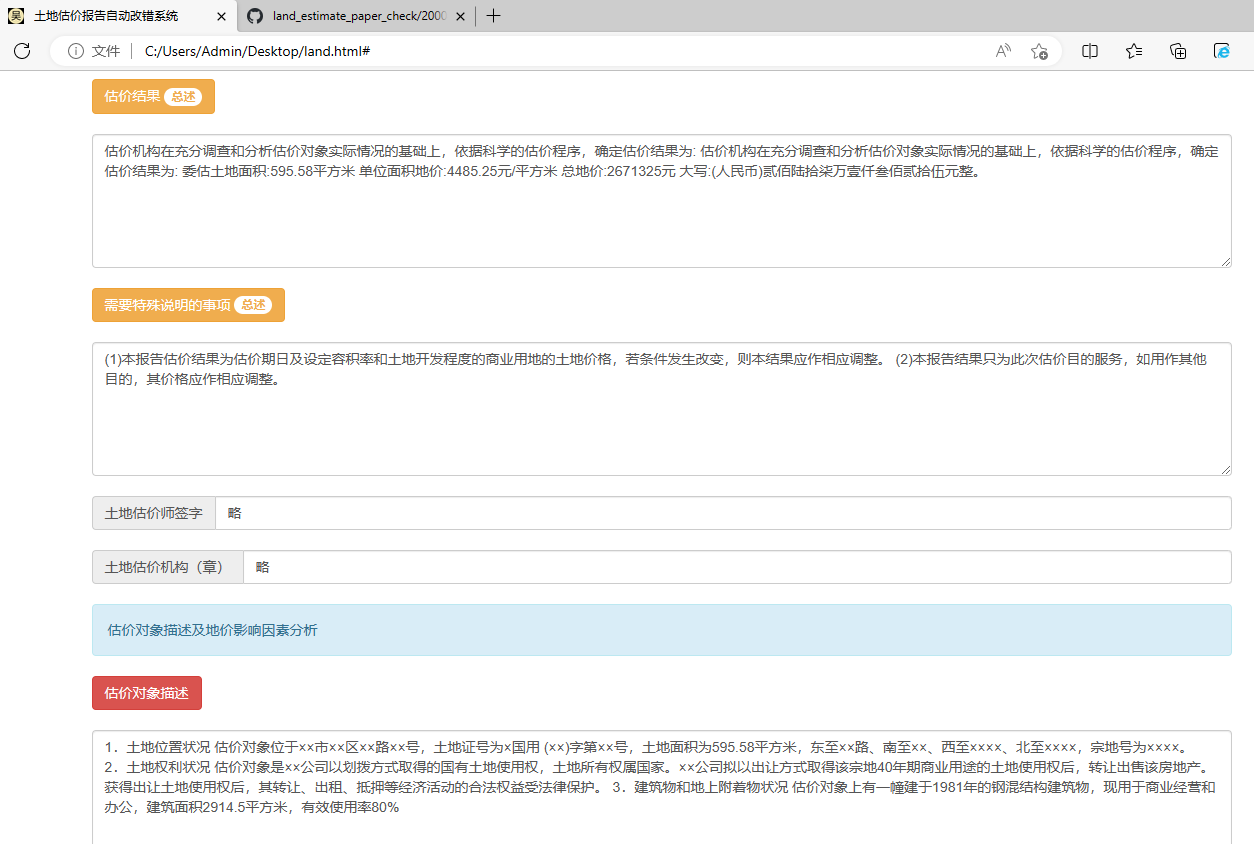 土地估价报告自动改错系统
land_estimate_paper_check/2000
文件
C:/Users/Admin/Desktop/land.html#
估价结果 总述
估价机构在充分调查和分析估价对象实际情况的基础上，依据科学的估价程序，确定估价结果为: 估价机构在充分调查和分析估价对象实际情况的基础上，依据科学的估价程序，确定
估价结果为: 委估土地面积:595.58平方米 单位面积地价:4485.25元/平方米 总地价:2671325元 大写:(人民币)贰佰陆拾柒万壹仟叁佰贰拾伍元整。
需要特殊说明的事项 总述
(1)本报告估价结果为估价期日及设定容积率和土地开发程度的商业用地的土地价格，若条件发生改变，则本结果应作相应调整。 (2)本报告结果只为此次估价目的服务，如用作其他
目的，其价格应作相应调整。
土地估价师签字 略
土地估价机构（章） 略
估价对象描述及地价影响因素分析
估价对象描述
1．土地位置状况 估价对象位于××市××区××路××号，土地证号为×国用 (××)字第××号，土地面积为595.58平方米，东至××路、南至××、西至××××、北至××××，宗地号为××××。
2．土地权利状况 估价对象是××公司以划拨方式取得的国有土地使用权，土地所有权属国家。××公司拟以出让方式取得该宗地40年期商业用途的土地使用权后，转让出售该房地产。
获得出让土地使用权后，其转让、出租、抵押等经济活动的合法权益受法律保护。 3．建筑物和地上附着物状况 估价对象上有一幢建于1981年的钢混结构建筑物，现用于商业经营和
办公，建筑面积2914.5平方米，有效使用率80%